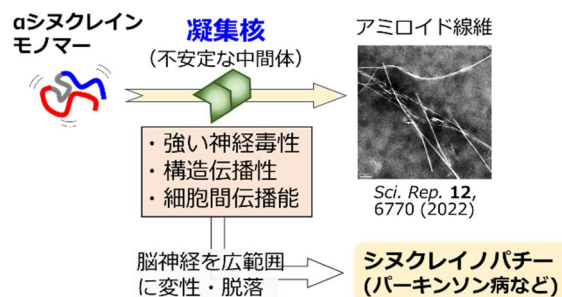 αシヌクレイン
モノマー
凝集核
（不安定な中間体）
アミロイド線維
・強い神経毒性
・構造伝播性
・細胞間伝播能
Sci. Rep. 12,
6770 (2022)
脳神経を広範囲
に変性・脱落
シヌクレイノパチー
(パーキンソン病など)